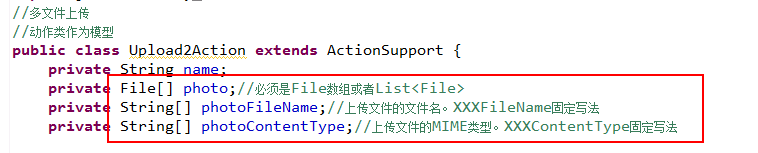 //多文件上传
//动作类作为模型
public class Upload2Action extends ActionSupport {
private String name;
private File[] photo;//必须是File数组或者List<File>
private String[] photoFileName;//上传文件的文件名。XXXFileName固定写法
private String[] photoContentType;//上传文件的MIME类型。XXXContentType固定写法